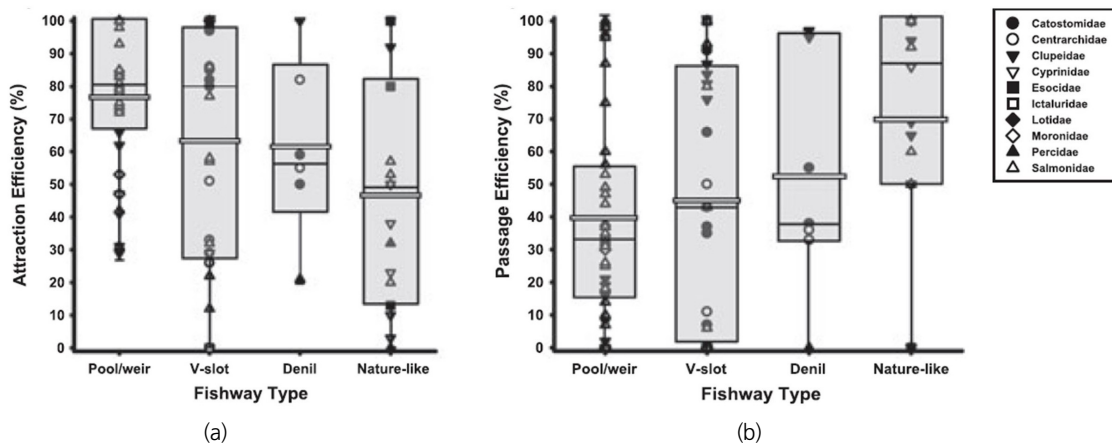 Attraction Efficiency (%)
100
90
80
70
60
50
40
30
20
10
0
Pool/weir V-slot Denil Nature-like
Fishway Type
(a)
Passage Efficiency (%)
100
90
80
70
60
50
40
30
20
10
0
Pool/weir V-slot Denil Nature-like
Fishway Type
(b)
Catostomidae
Centrarchidae
Clupeidae
Cyprinidae
Esocidae
Ictaluridae
Lotidae
Moronidae
Percidae
Salmonidae